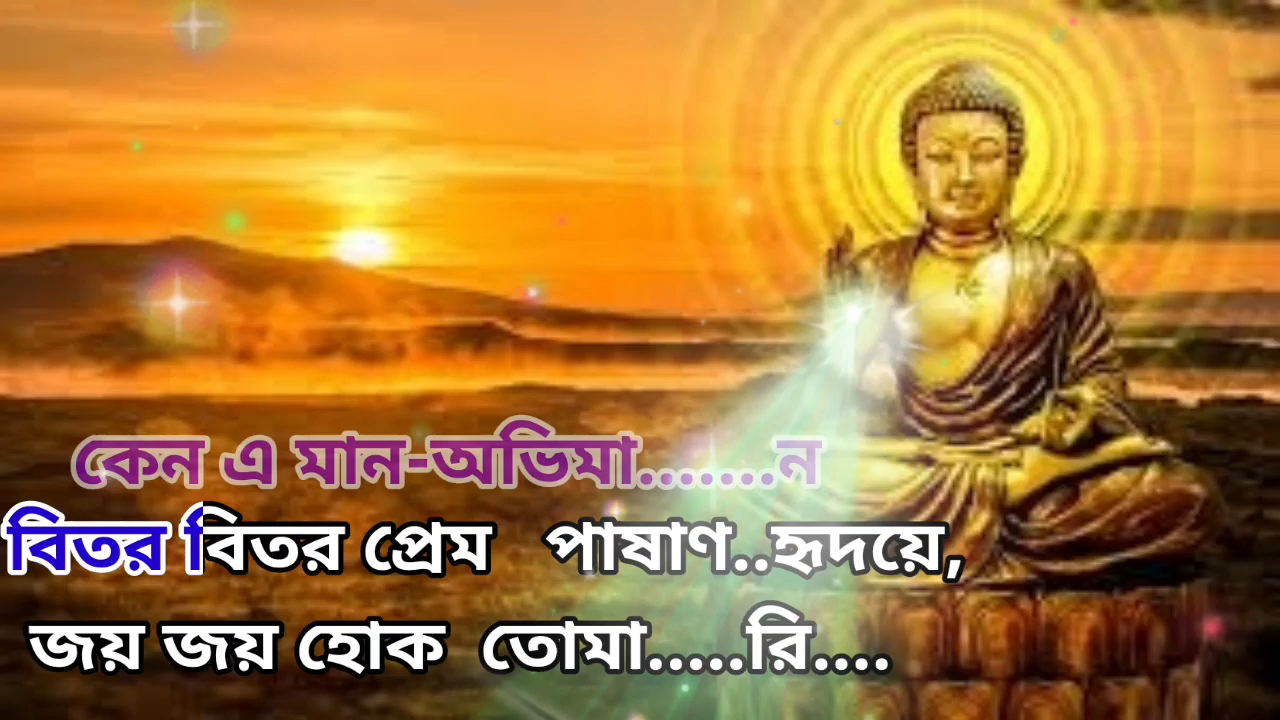 কেন এ মান-অভিমা.......ন
বিতর বিতর প্রেম পাষাণ..হৃদয়ে,
জয় জয় হোক তোমা.....রি....